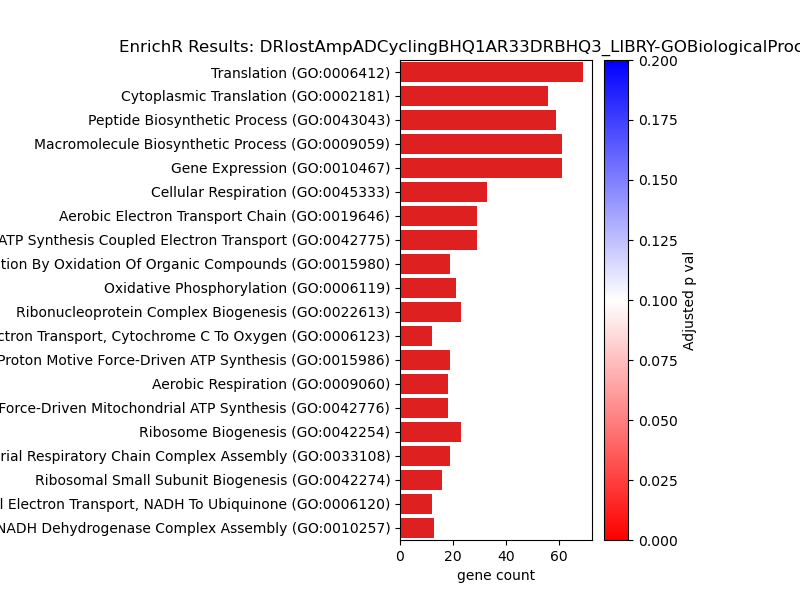 EnrichR Results: DRlostAmpADCyclingBHQ1AR33DRBHQ3_LIBRY-GOBiologicalProc
Translation (GO:0006412)
Cytoplasmic Translation (GO:0002181)
Peptide Biosynthetic Process (GO:0043043)
Macromolecule Biosynthetic Process (GO:0009059)
Gene Expression (GO:0010467)
Cellular Respiration (GO:0045333)
Aerobic Electron Transport Chain (GO:0019646)
ATP Synthesis Coupled Electron Transport (GO:0042775)
tion By Oxidation Of Organic Compounds (GO:0015980)
Oxidative Phosphorylation (GO:0006119)
Ribonucleoprotein Complex Biogenesis (GO:0022613)
ctron Transport, Cytochrome C To Oxygen (GO:0006123)
Proton Motive Force-Driven ATP Synthesis (GO:0015986)
Aerobic Respiration (GO:0009060)
Force-Driven Mitochondrial ATP Synthesis (GO:0042776)
Ribosome Biogenesis (GO:0042254)
rial Respiratory Chain Complex Assembly (GO:0033108)
Ribosomal Small Subunit Biogenesis (GO:0042274)
l Electron Transport, NADH To Ubiquinone (GO:0006120)
NADH Dehydrogenase Complex Assembly (GO:0010257)
0 20 40 60
gene count
0.200
0.175
0.150
0.125
0.100
0.075
0.050
0.025
0.000
Adjusted p val